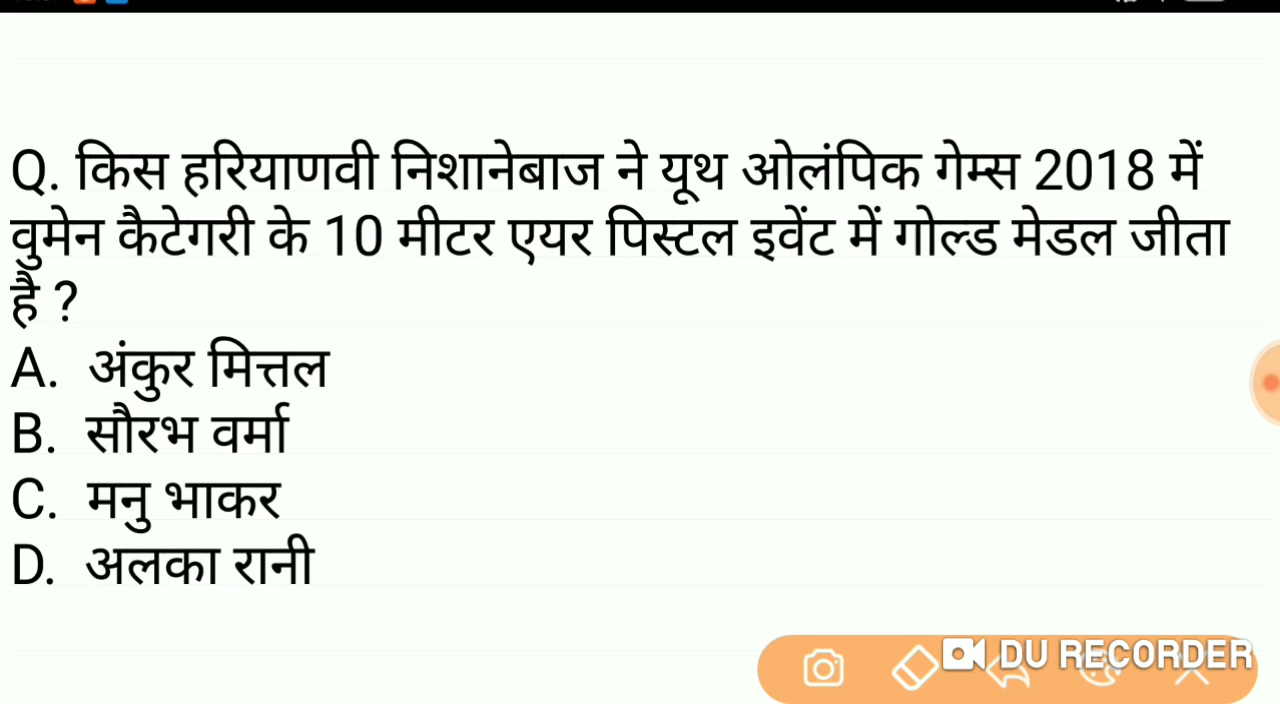 Q. किस हरियाणवी निशानेबाज ने यूथ ओलंपिक गेम्स 2018 में
वुमेन कैटेगरी के 10 मीटर एयर पिस्टल इवेंट में गोल्ड मेडल जीता
है ?
A. अंकुर मित्तल
B. सौरभ वर्मा
C. मनु भाकर
D. अलका रानी
DU RECORDER